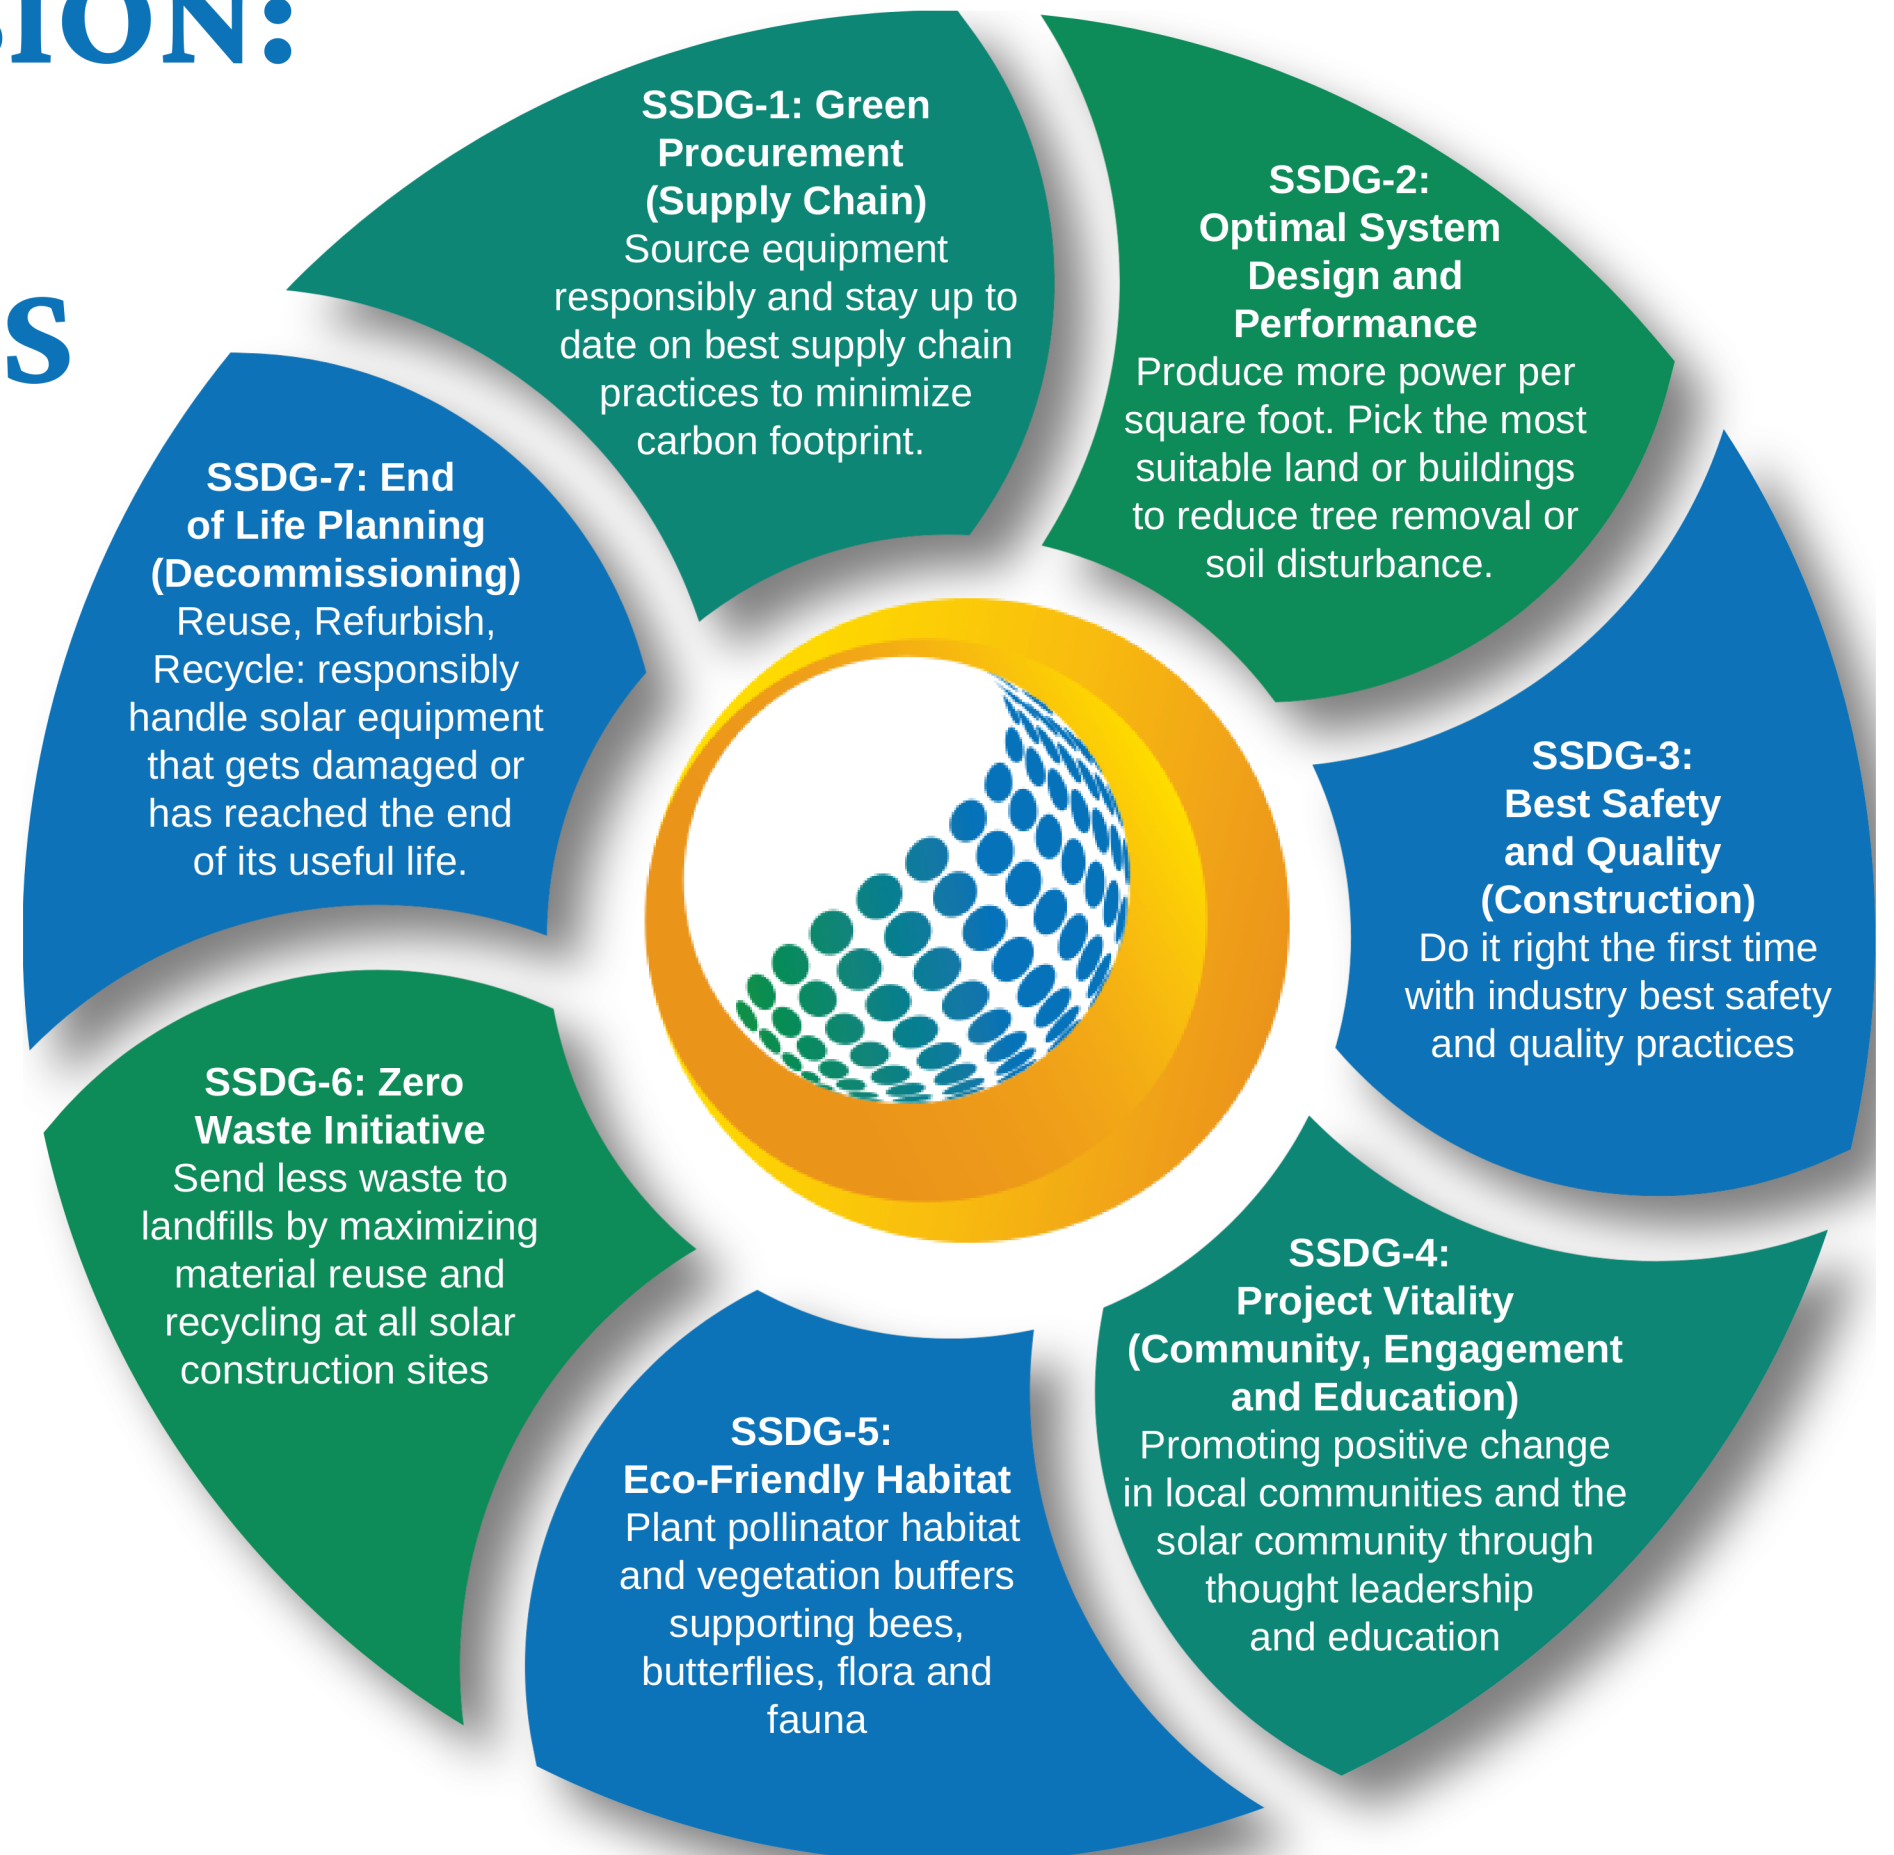 SSDG-1: Green
Procurement
(Supply Chain)
Source equipment
responsibly and stay up to
date on best supply chain
practices to minimize
carbon footprint.
SSDG-2:
Optimal System
Design and
Performance
Produce more power per
square foot. Pick the most
suitable land or buildings
to reduce tree removal or
soil disturbance.
SSDG-3:
Best Safety
and Quality
(Construction)
Do it right the first time
with industry best safety
and quality practices
SSDG-4:
Project Vitality
(Community, Engagement
and Education)
Promoting positive change
in local communities and the
solar community through
thought leadership
and education
SSDG-5:
Eco-Friendly Habitat
Plant pollinator habitat
and vegetation buffers
supporting bees,
butterflies, flora and
fauna
SSDG-6: Zero
Waste Initiative
Send less waste to
landfills by maximizing
material reuse and
recycling at all solar
construction sites
SSDG-7: End
of Life Planning
(Decommissioning)
Reuse, Refurbish,
Recycle: responsibly
handle solar equipment
that gets damaged or
has reached the end
of its useful life.